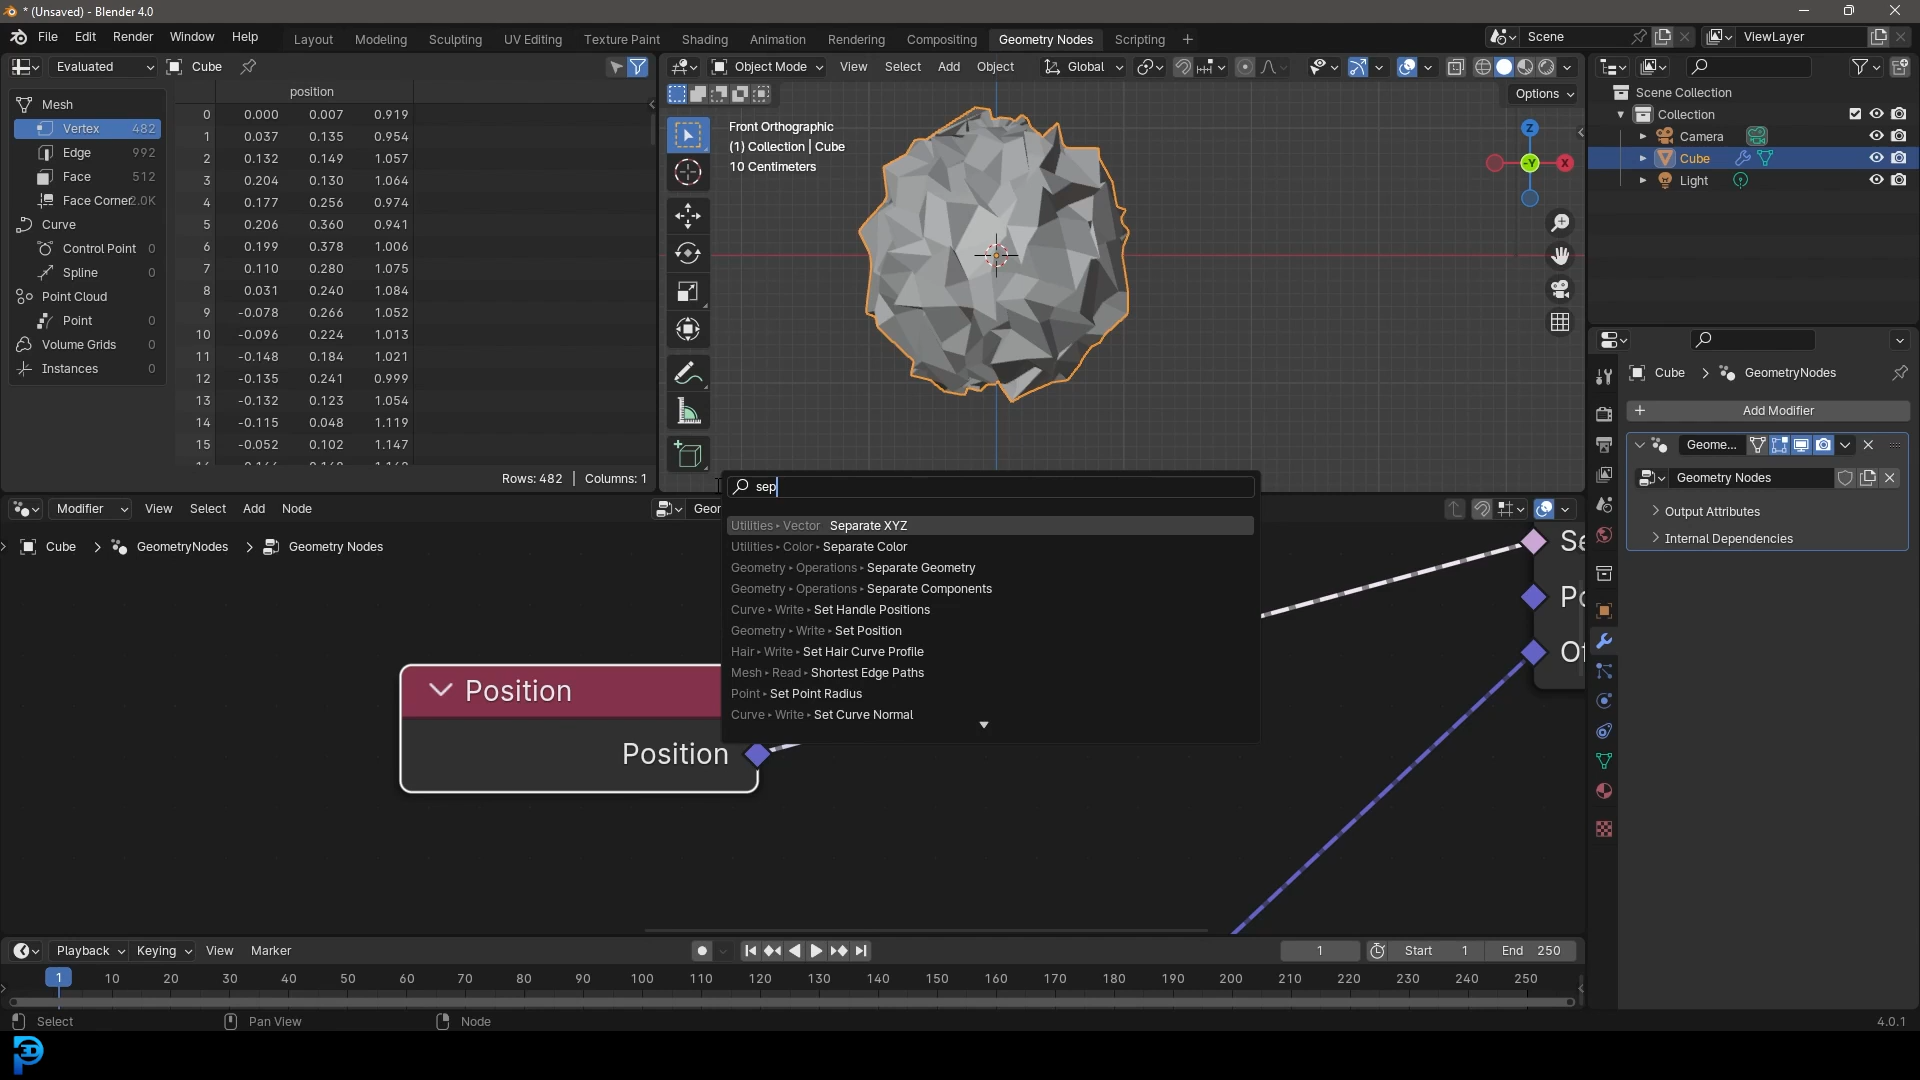 * (Unsaved) - Blender 4.0
File Edit Render Window Help
Layout Modeling Sculpting UV Editing Texture Paint Shading Animation Rendering Compositing Geometry Nodes Scripting +
Scene
ViewLayer
Evaluated
Cube
Object Mode View Select Add Object
Global
Options
Mesh
Vertex 482
Edge 992
Face 512
Face Corner 2.0K
Curve
Control Point 0
Spline 0
Point Cloud
Point 0
Volume Grids 0
Instances 0
position
0 0.000 0.007 0.919
1 0.037 0.135 0.954
2 0.132 0.149 1.057
3 0.204 0.130 1.064
4 0.177 0.256 0.974
5 0.206 0.360 0.941
6 0.199 0.378 1.006
7 0.110 0.280 1.075
8 0.031 0.240 1.084
9 -0.078 0.266 1.052
10 -0.096 0.224 1.013
11 -0.148 0.184 1.021
12 -0.135 0.241 0.999
13 -0.132 0.123 1.054
14 -0.115 0.048 1.119
15 -0.052 0.102 1.147
Rows: 482 | Columns: 1
Front Orthographic
(1) Collection | Cube
10 Centimeters
Z
-Y
X
Scene Collection
Collection
Camera
Cube
Light
Cube > GeometryNodes
+ Add Modifier
Geome...
Geometry Nodes
Output Attributes
Internal Dependencies
Modifier View Select Add Node
Geor
Cube > GeometryNodes > Geometry Nodes
sep
Utilities ▸ Vector ▸ Separate XYZ
Utilities ▸ Color ▸ Separate Color
Geometry ▸ Operations ▸ Separate Geometry
Geometry ▸ Operations ▸ Separate Components
Curve ▸ Write ▸ Set Handle Positions
Geometry ▸ Write ▸ Set Position
Hair ▸ Write ▸ Set Hair Curve Profile
Mesh ▸ Read ▸ Shortest Edge Paths
Point ▸ Set Point Radius
Curve ▸ Write ▸ Set Curve Normal
Position
Position
Se
Po
Of
Playback Keying View Marker
1
Start 1
End 250
1 10 20 30 40 50 60 70 80 90 100 110 120 130 140 150 160 170 180 190 200 210 220 230 240 250
Select
Pan View
Node
4.0.1